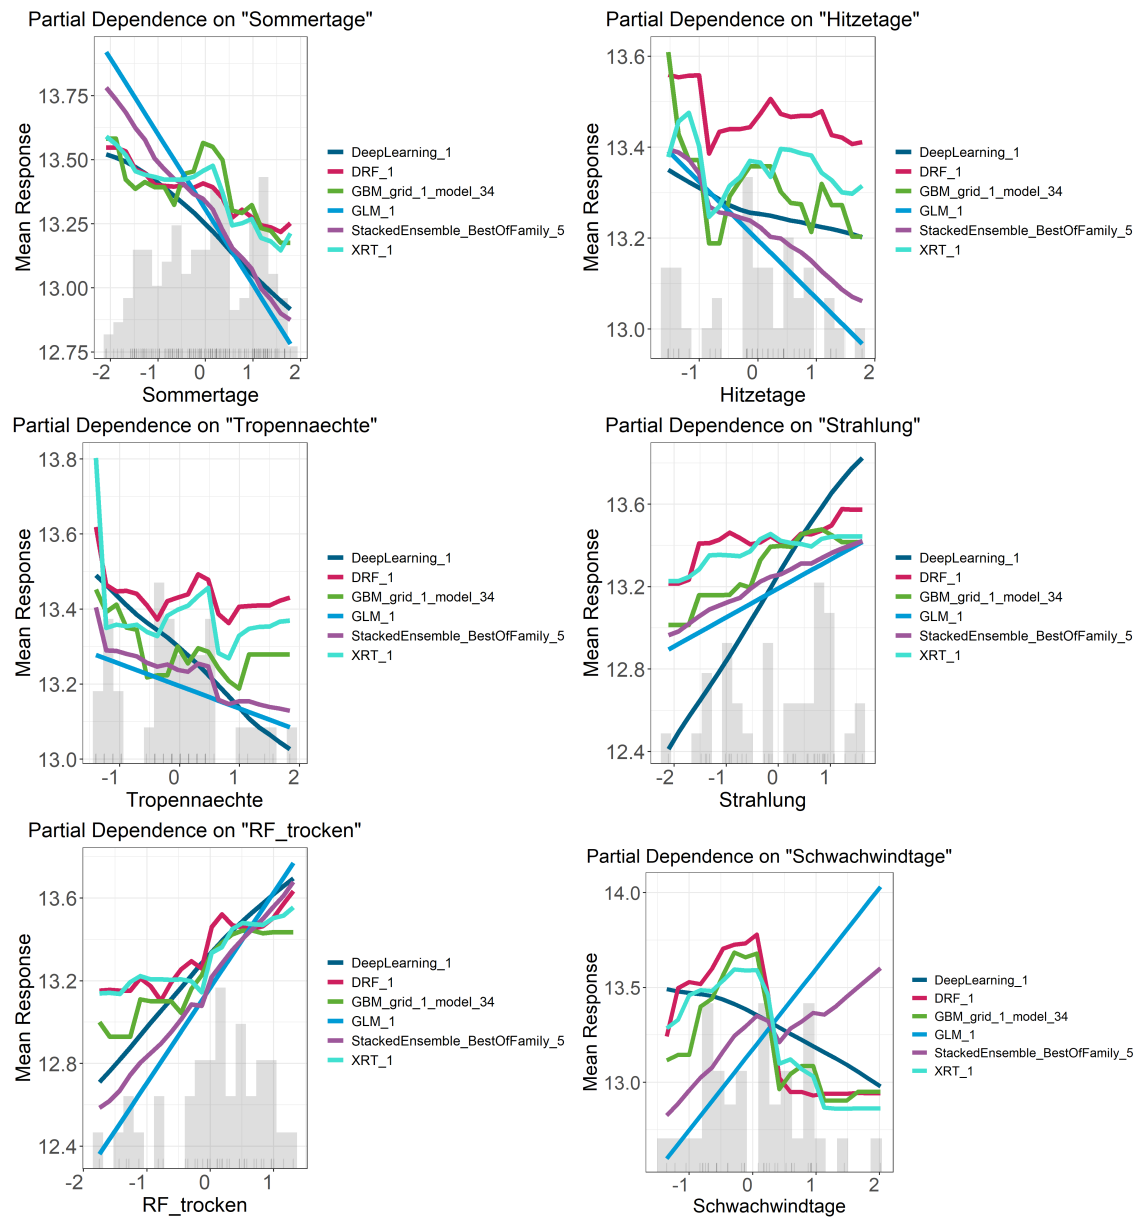 Partial Dependence on "Sommertage"
Mean Response
13.75
13.50
13.25
13.00
12.75
-2
-1
0
1
2
Sommertage
DeepLearning_1
DRF_1
GBM_grid_1_model_34
GLM_1
StackedEnsemble_BestOfFamily_5
XRT_1
Partial Dependence on "Hitzetage"
Mean Response
13.6
13.4
13.2
13.0
-1
0
1
2
Hitzetage
DeepLearning_1
DRF_1
GBM_grid_1_model_34
GLM_1
StackedEnsemble_BestOfFamily_5
XRT_1
Partial Dependence on "Tropennaechte"
Mean Response
13.8
13.6
13.4
13.2
13.0
-1
0
1
2
Tropennaechte
DeepLearning_1
DRF_1
GBM_grid_1_model_34
GLM_1
StackedEnsemble_BestOfFamily_5
XRT_1
Partial Dependence on "Strahlung"
Mean Response
13.6
13.2
12.8
12.4
-2
-1
0
1
Strahlung
DeepLearning_1
DRF_1
GBM_grid_1_model_34
GLM_1
StackedEnsemble_BestOfFamily_5
XRT_1
Partial Dependence on "RF_trocken"
Mean Response
13.6
13.2
12.8
12.4
-2
-1
0
1
RF_trocken
DeepLearning_1
DRF_1
GBM_grid_1_model_34
GLM_1
StackedEnsemble_BestOfFamily_5
XRT_1
Partial Dependence on "Schwachwindtage"
Mean Response
14.0
13.5
13.0
-1
0
1
2
Schwachwindtage
DeepLearning_1
DRF_1
GBM_grid_1_model_34
GLM_1
StackedEnsemble_BestOfFamily_5
XRT_1